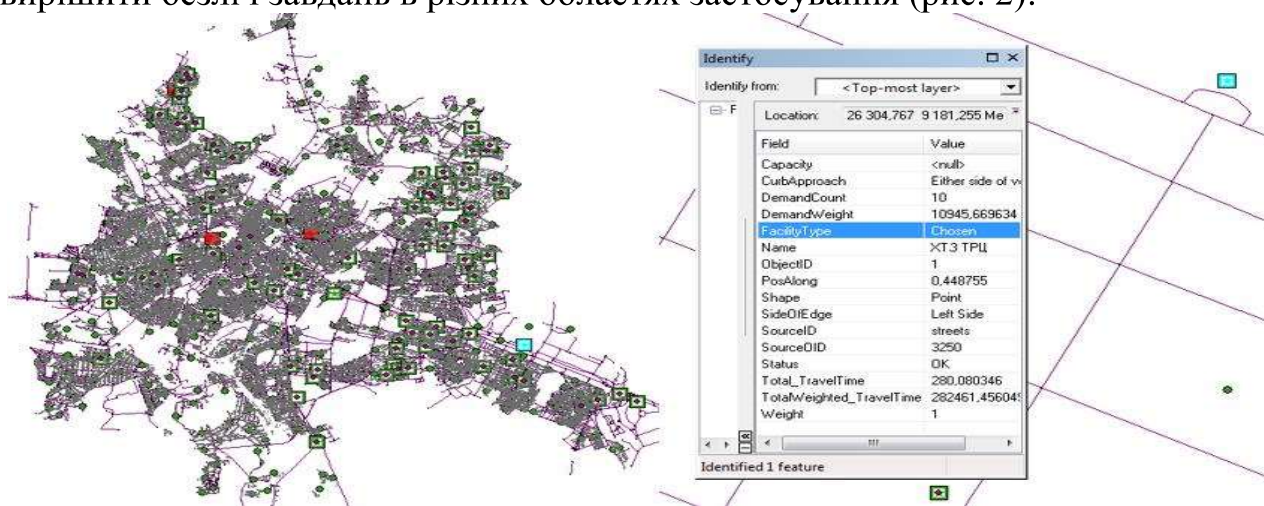 вирішити безліч завдань в різних областях застосування (рис. 2).
Identify
Identify from: <Top-most layer>
F
Location: 26 304,767 9 181,255 Me
Field Value
Capacity <null>
CurbApproach Either side of v
DemandCount 10
DemandWeight 10945,669634
FacilityType Chosen
Name ХТЗ ТРЦ
ObjectID 1
PosAlong 0,448755
Shape Point
SideOfEdge Left Side
SourceID streets
SourceOID 3250
Status OK
Total_TravelTime 280,080346
TotalWeighted_TravelTime 282461,45604
Weight 1
Identified 1 feature